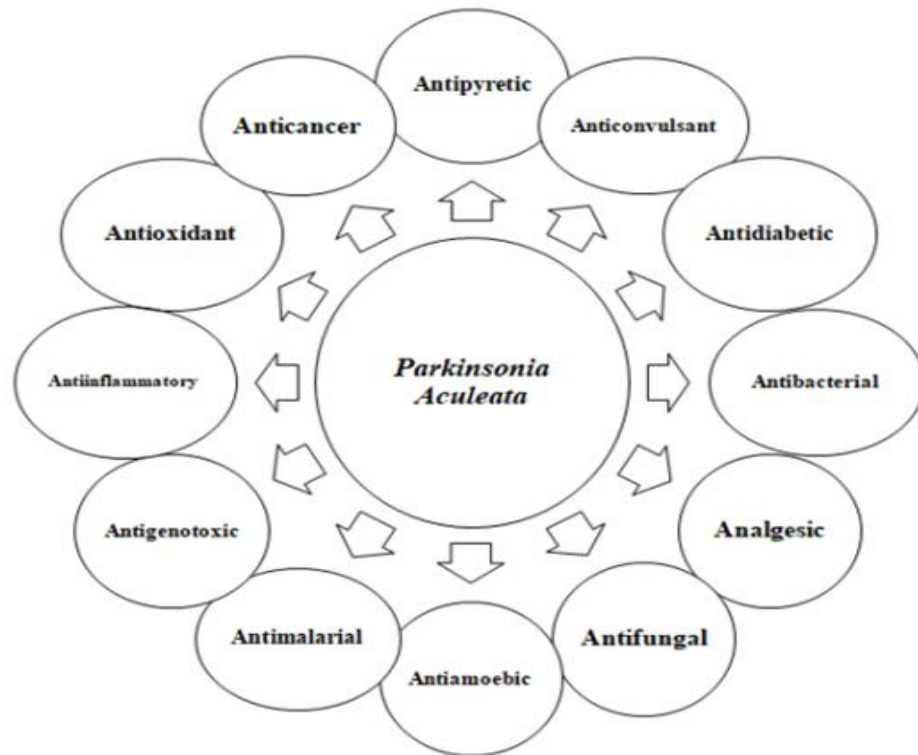 Antipyretic
Anticancer
Anticonvulsant
Antioxidant
Antidiabetic
Parkinsonia
Aculeata
Antiinflammatory
Antibacterial
Antigenotoxic
Analgesic
Antimalarial
Antifungal
Antiamoebic